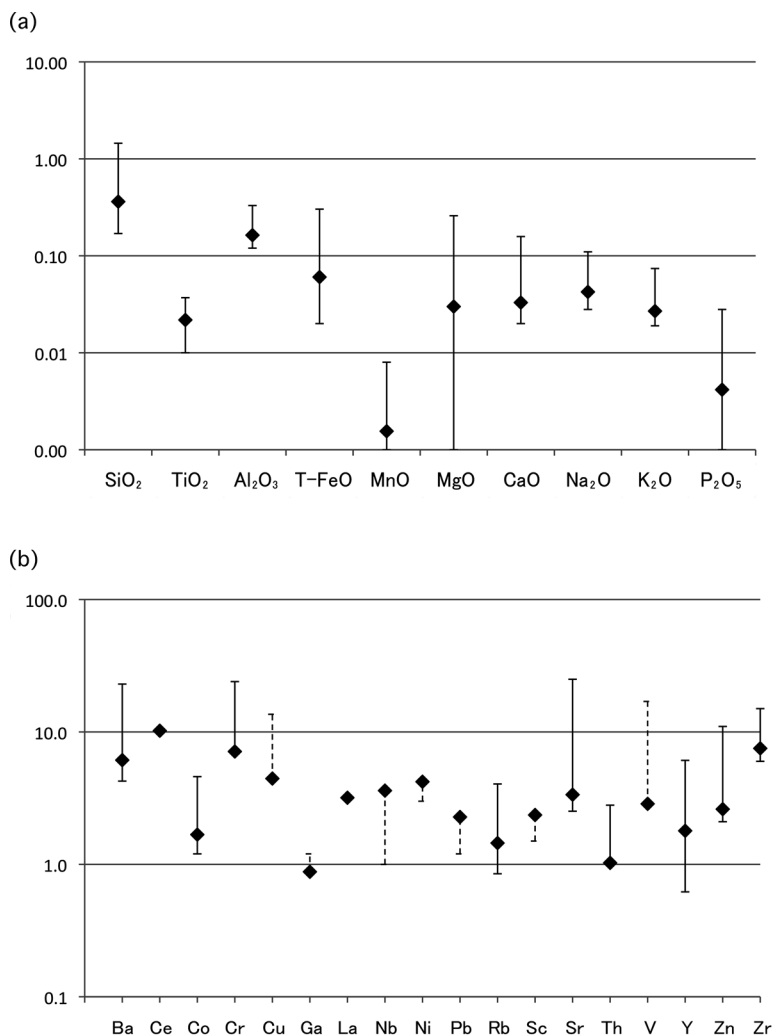 (a)
10.00
1.00
0.10
0.01
0.00
SiO₂ TiO₂ Al₂O₃ T-FeO MnO MgO CaO Na₂O K₂O P₂O₅
(b)
100.0
10.0
1.0
0.1
Ba Ce Co Cr Cu Ga La Nb Ni Pb Rb Sc Sr Th V Y Zn Zr